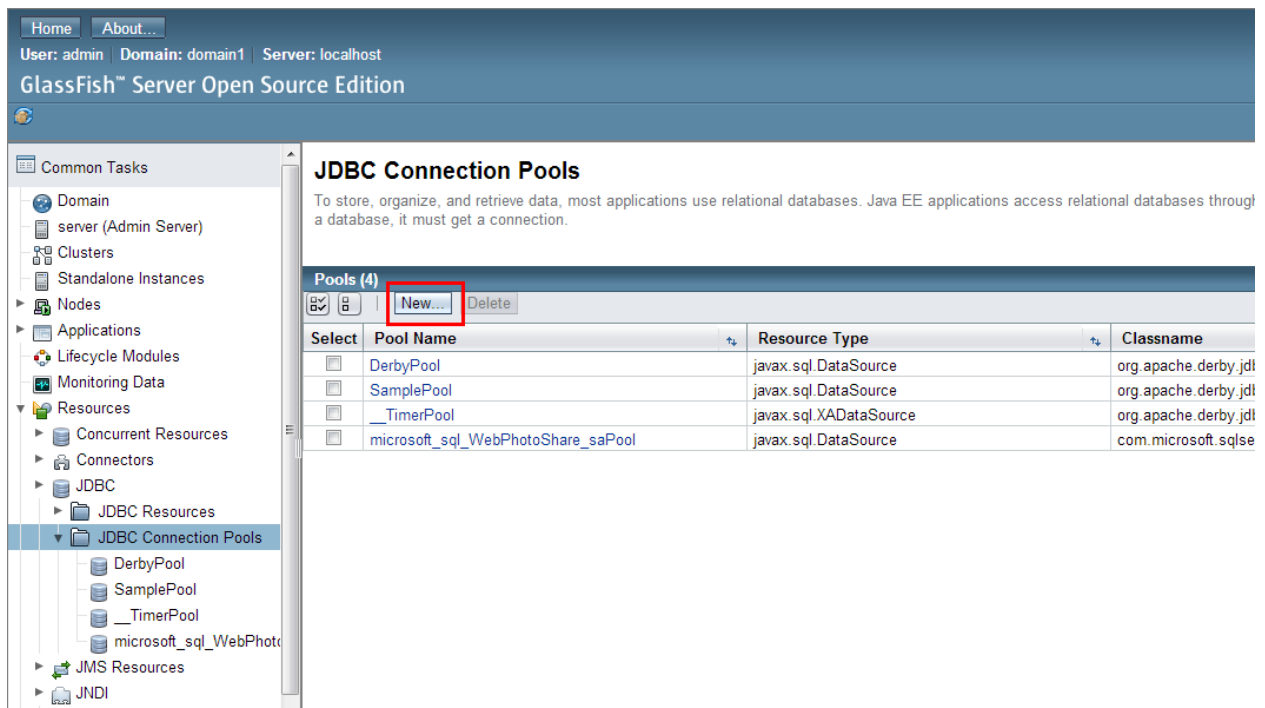 Home About...
User: admin Domain: domain1 Server: localhost
GlassFish™ Server Open Source Edition
Common Tasks
Domain
server (Admin Server)
Clusters
Standalone Instances
Nodes
Applications
Lifecycle Modules
Monitoring Data
Resources
Concurrent Resources
Connectors
JDBC
JDBC Resources
JDBC Connection Pools
DerbyPool
SamplePool
__TimerPool
microsoft_sql_WebPhoto
JMS Resources
JNDI
JDBC Connection Pools
To store, organize, and retrieve data, most applications use relational databases. Java EE applications access relational databases through
a database, it must get a connection.
Pools (4)
New... Delete
Select Pool Name Resource Type Classname
DerbyPool javax.sql.DataSource org.apache.derby.jdb
SamplePool javax.sql.DataSource org.apache.derby.jdb
__TimerPool javax.sql.XADataSource org.apache.derby.jdb
microsoft_sql_WebPhotoShare_saPool javax.sql.DataSource com.microsoft.sqlse